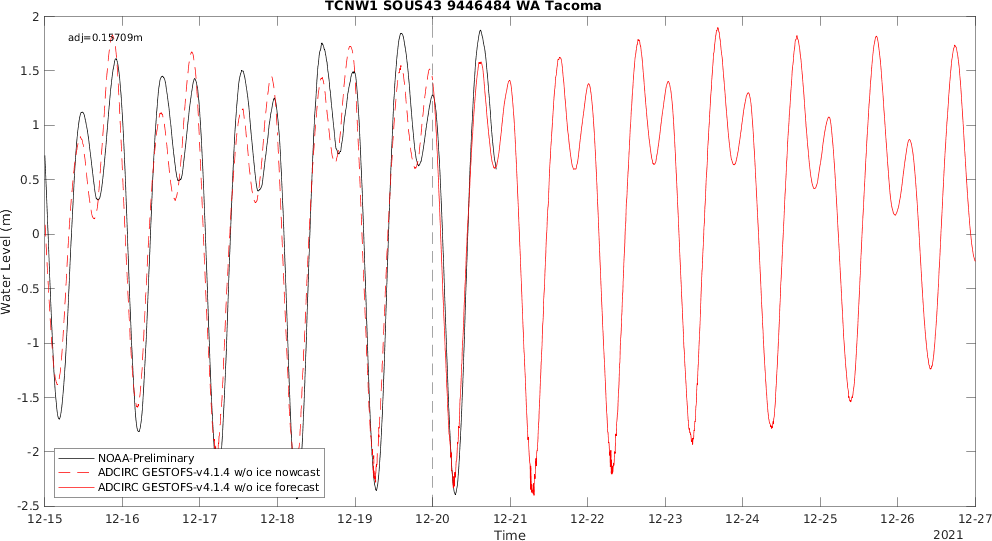 TCNW1 SOUS43 9446484 WA Tacoma
adj=0.15709m
2
1.5
1
0.5
0
-0.5
-1
-1.5
-2
-2.5
Water Level (m)
NOAA-Preliminary
ADCIRC GESTOFS-v4.1.4 w/o ice nowcast
ADCIRC GESTOFS-v4.1.4 w/o ice forecast
12-15 12-16 12-17 12-18 12-19 12-20 12-21 12-22 12-23 12-24 12-25 12-26 12-27
Time
2021